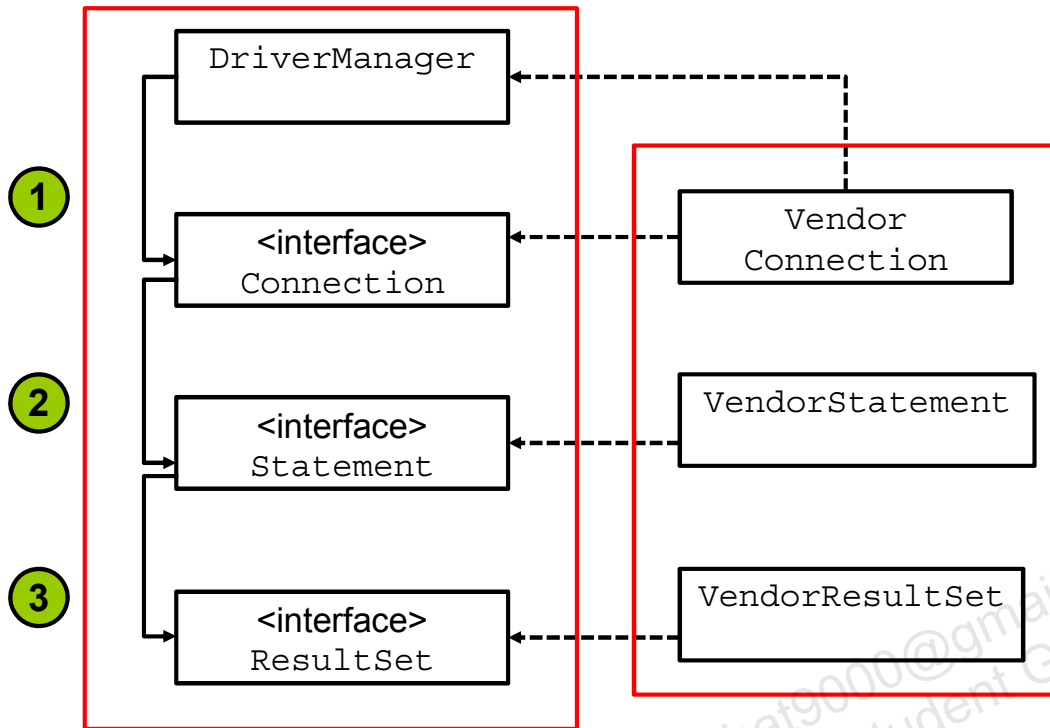 DriverManager
1
<interface>
Connection
Vendor
Connection
2
<interface>
Statement
VendorStatement
3
<interface>
ResultSet
VendorResultSet